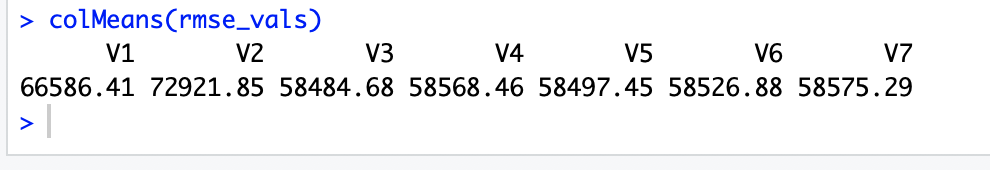 > colMeans(rmse_vals)
V1 V2 V3 V4 V5 V6 V7
66586.41 72921.85 58484.68 58568.46 58497.45 58526.88 58575.29
>